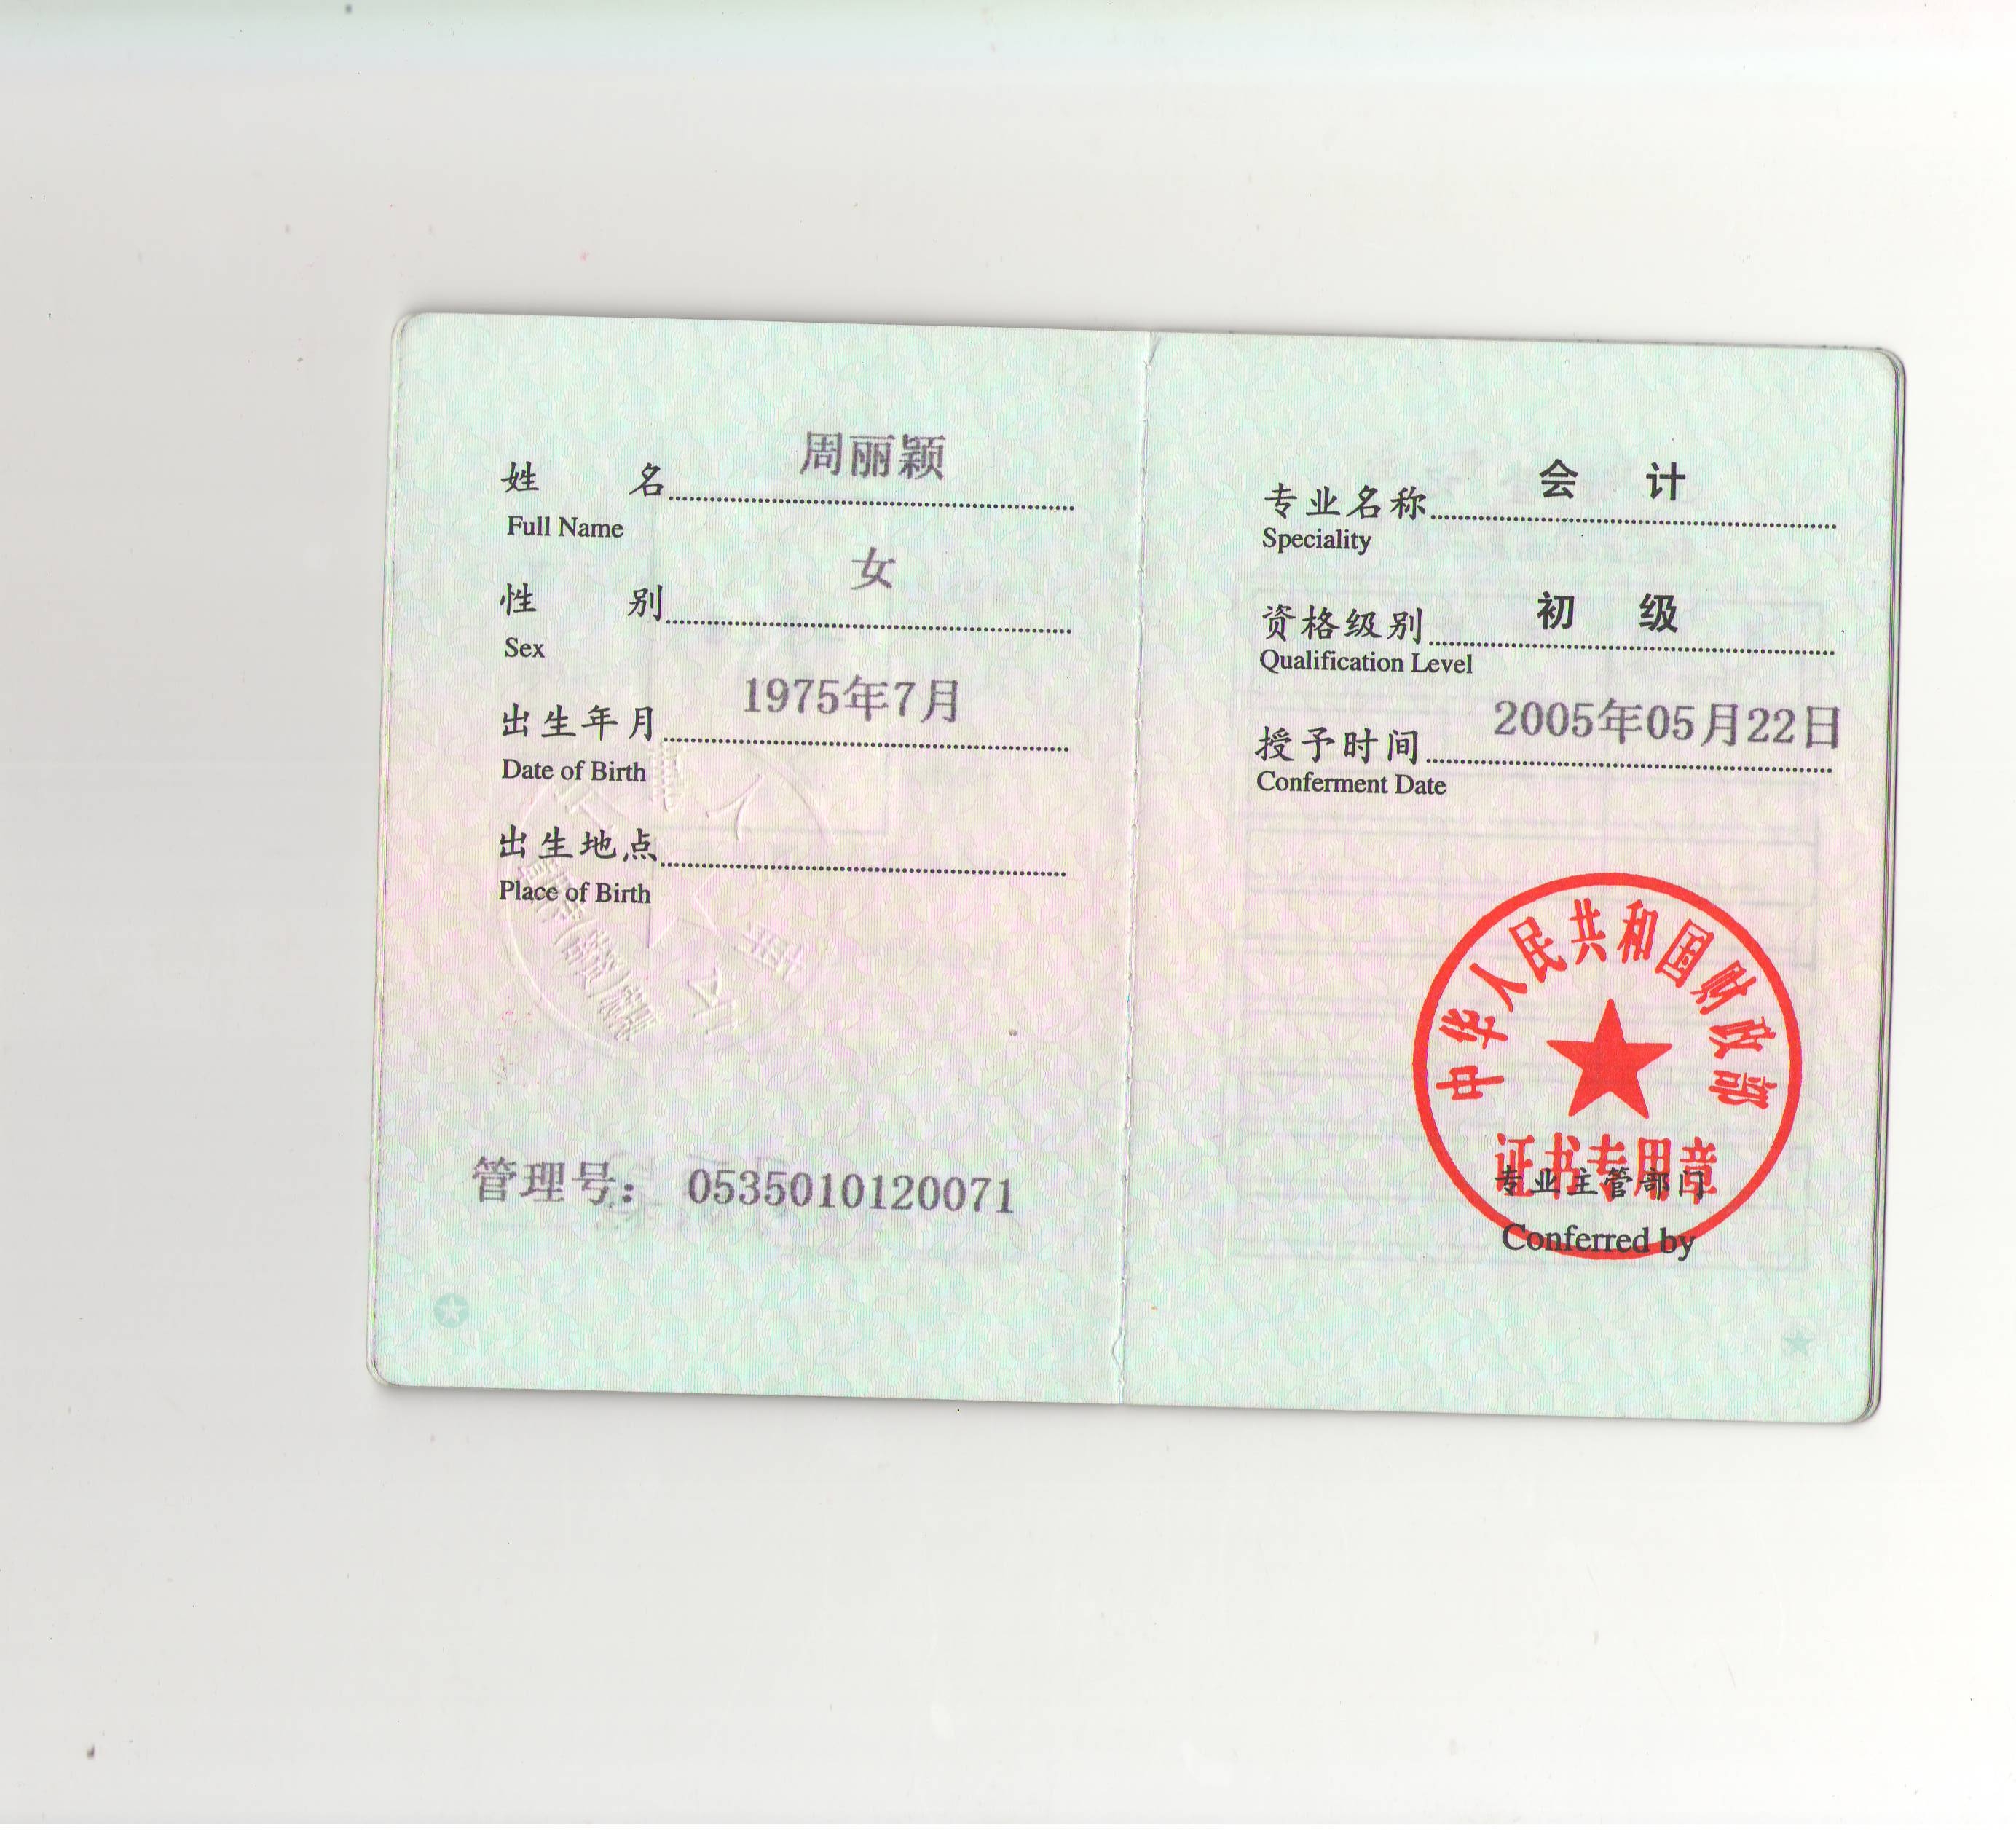 姓 名 周丽颖
Full Name
性 别 女
Sex
出生年月 1975年7月
Date of Birth
出生地点
Place of Birth
管理号： 0535010120071
专业名称 会 计
Speciality
资格级别 初 级
Qualification Level
授予时间 2005年05月22日
Conferment Date
中华人民共和国财政部
证书专用章
专业主管部门
Conferred by